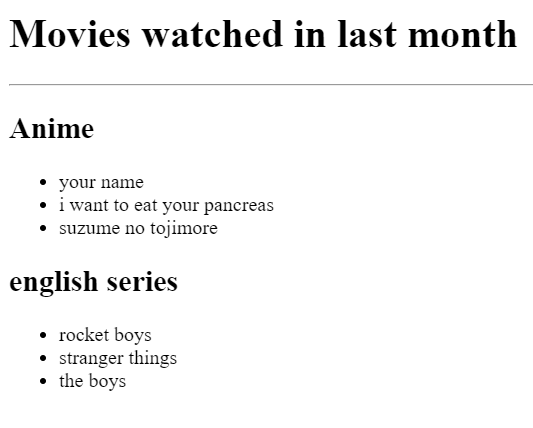 Movies watched in last month
Anime
your name
i want to eat your pancreas
suzume no tojimore
english series
rocket boys
stranger things
the boys